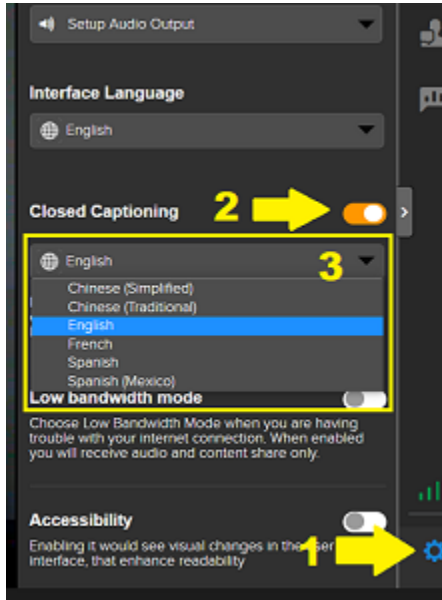 Setup Audio Output
Interface Language
English
Closed Captioning
2
English
3
Chinese (Simplified)
Chinese (Traditional)
English
French
Spanish
Spanish (Mexico)
Low bandwidth mode
Choose Low Bandwidth Mode when you are having
trouble with your internet connection. When enabled
you will receive audio and content share only.
Accessibility
Enabling it would see visual changes in the
1
interface, that enhance readability